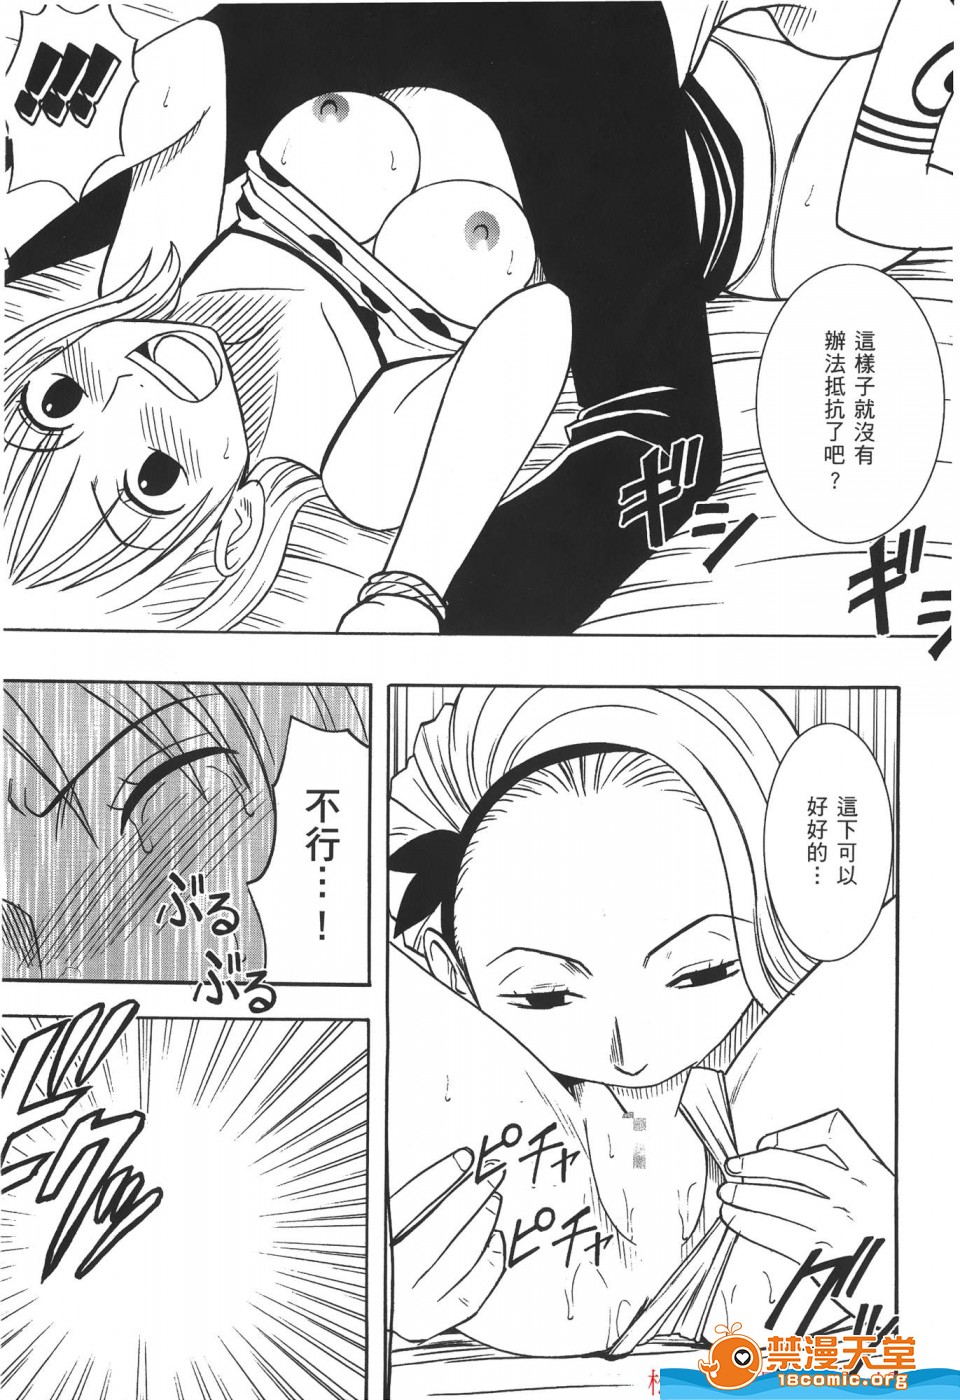 !!!!
這樣子就沒有
辦法抵抗了吧？
ギシ
ギシ
這下可以
好好的…
不行…！
ぶる
ぶる
ピチャ
ピチャ
禁漫天堂
18comic.org